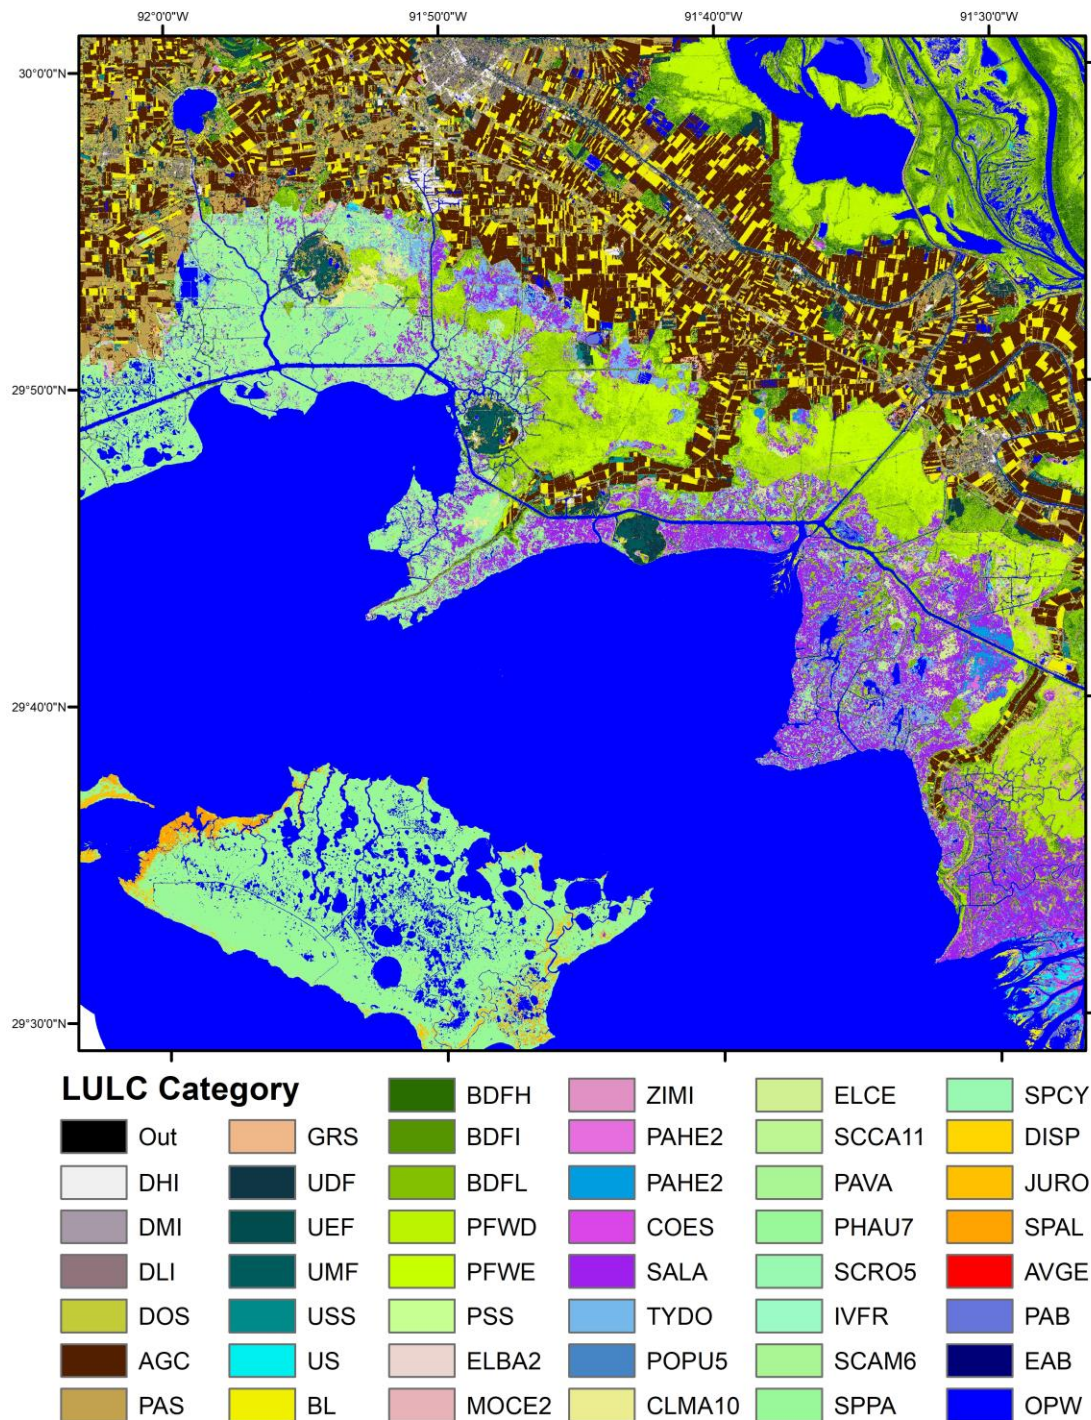 92°0'0"W 91°50'0"W 91°40'0"W 91°30'0"W
30°0'0"N
29°50'0"N
29°40'0"N
29°30'0"N
LULC Category
BDFH ZIMI ELCE SPCY
Out GRS BDFI PAHE2 SCCA11 DISP
DHI UDF BDFL PAHE2 PAVA JURO
DMI UEF PFWD COES PHAU7 SPAL
DLI UMF PFWE SALA SCRO5 AVGE
DOS USS PSS TYDO IVFR PAB
AGC US ELBA2 POPU5 SCAM6 EAB
PAS BL MOCE2 CLMA10 SPPA OPW